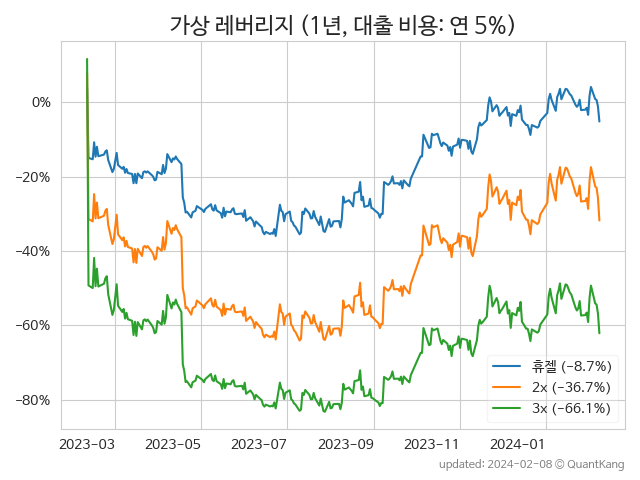 가상 레버리지 (1년, 대출 비용: 연 5%)
0%
−20%
−40%
−60%
−80%
휴젤 (−8.7%)
2x (−36.7%)
3x (−66.1%)
2023-03 2023-05 2023-07 2023-09 2023-11 2024-01
updated: 2024-02-08 © QuantKang